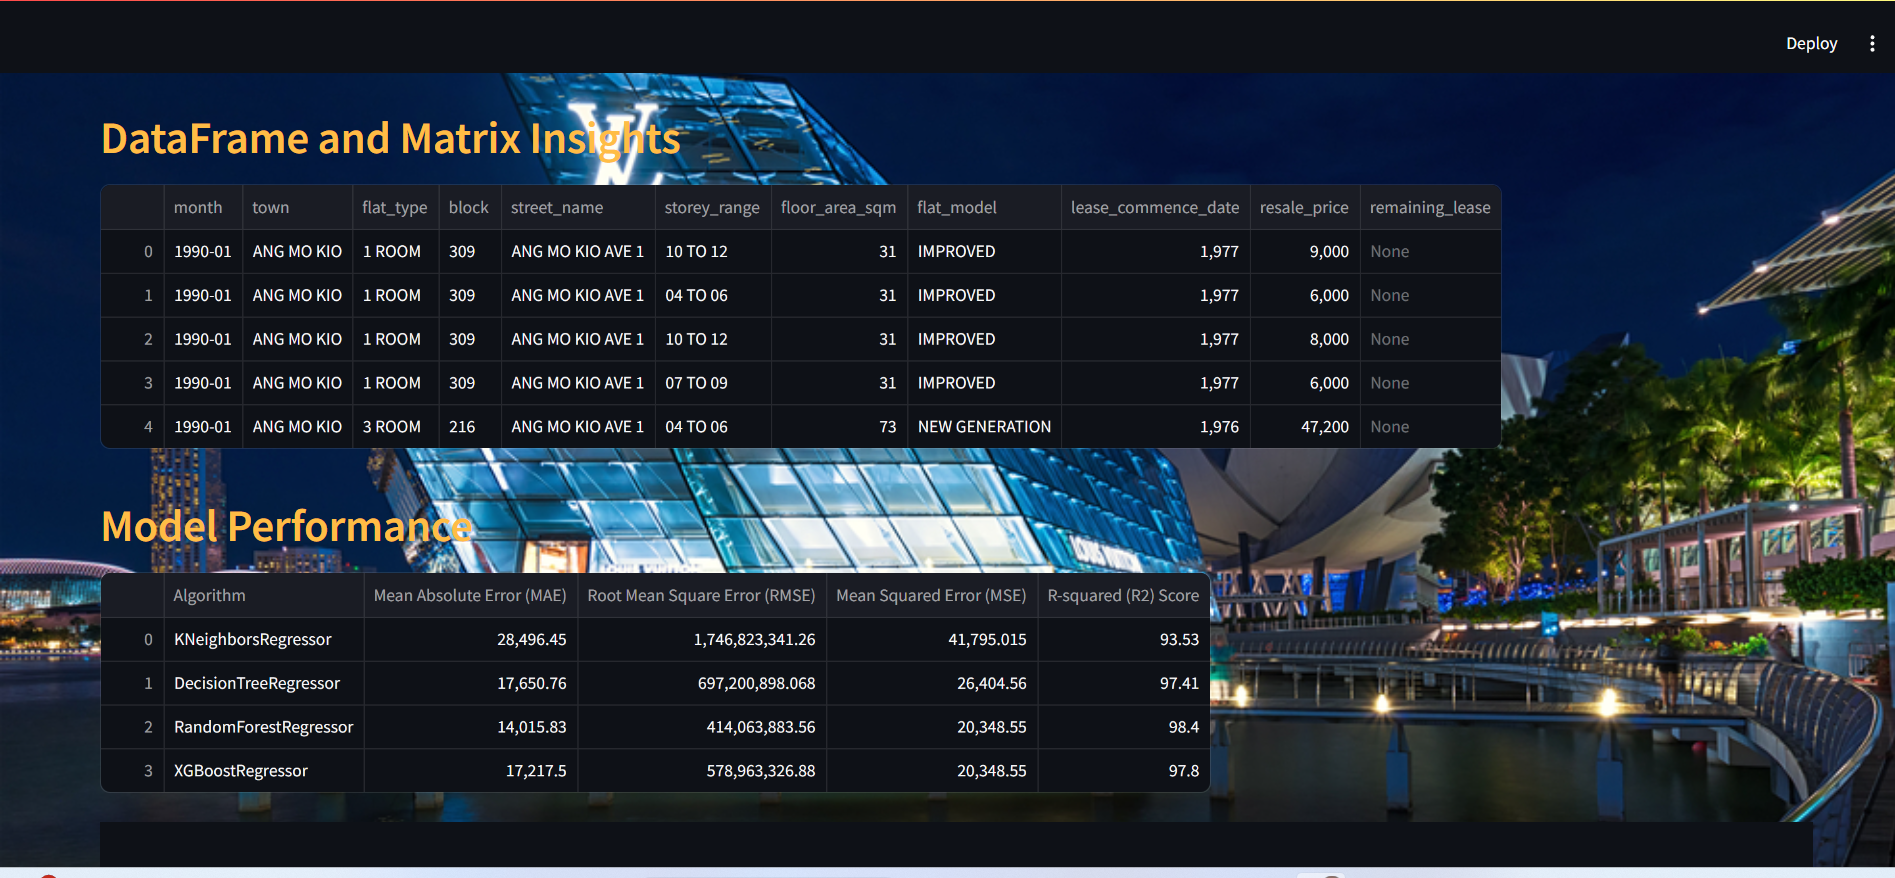 Deploy
DataFrame and Matrix Insights
month town flat_type block street_name storey_range floor_area_sqm flat_model lease_commence_date resale_price remaining_lease
0 1990-01 ANG MO KIO 1 ROOM 309 ANG MO KIO AVE 1 10 TO 12 31 IMPROVED 1,977 9,000 None
1 1990-01 ANG MO KIO 1 ROOM 309 ANG MO KIO AVE 1 04 TO 06 31 IMPROVED 1,977 6,000 None
2 1990-01 ANG MO KIO 1 ROOM 309 ANG MO KIO AVE 1 10 TO 12 31 IMPROVED 1,977 8,000 None
3 1990-01 ANG MO KIO 1 ROOM 309 ANG MO KIO AVE 1 07 TO 09 31 IMPROVED 1,977 6,000 None
4 1990-01 ANG MO KIO 3 ROOM 216 ANG MO KIO AVE 1 04 TO 06 73 NEW GENERATION 1,976 47,200 None
Model Performance
Algorithm Mean Absolute Error (MAE) Root Mean Square Error (RMSE) Mean Squared Error (MSE) R-squared (R2) Score
0 KNeighborsRegressor 28,496.45 1,746,823,341.26 41,795.015 93.53
1 DecisionTreeRegressor 17,650.76 697,200,898.068 26,404.56 97.41
2 RandomForestRegressor 14,015.83 414,063,883.56 20,348.55 98.4
3 XGBoostRegressor 17,217.5 578,963,326.88 20,348.55 97.8